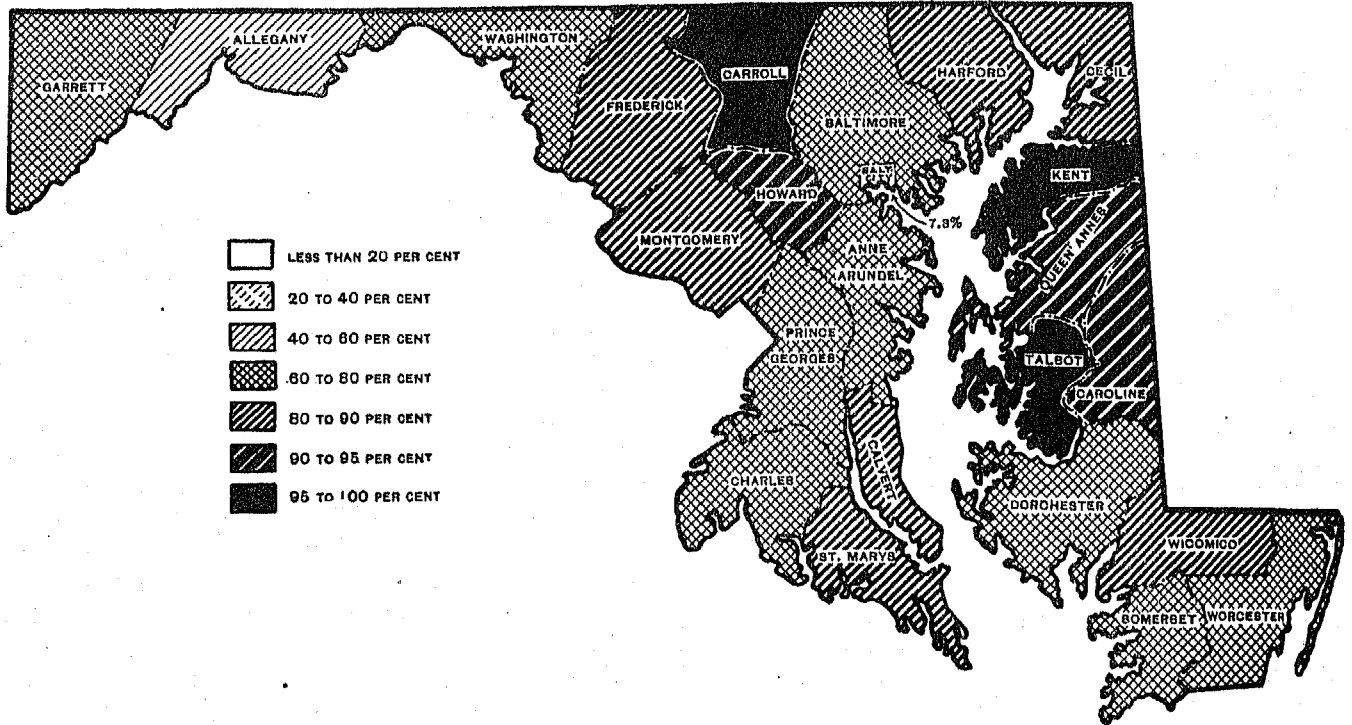 ALLEGANY
WASHINGTON
GARRETT
CARROLL
HARFORD
CECIL
FREDERICK
BALTIMORE
BALT.
CITY
KENT
HOWARD
7.3%
MONTGOMERY
ANNE
ARUNDEL
QUEEN' ANNES
PRINCE
GEORGES
TALBOT
CAROLINE
CALVERT
CHARLES
DORCHESTER
ST. MARYS
WICOMICO
SOMERSET
WORCESTER
LESS THAN 20 PER CENT
20 TO 40 PER CENT
40 TO 60 PER CENT
60 TO 80 PER CENT
80 TO 90 PER CENT
90 TO 95 PER CENT
95 TO 100 PER CENT